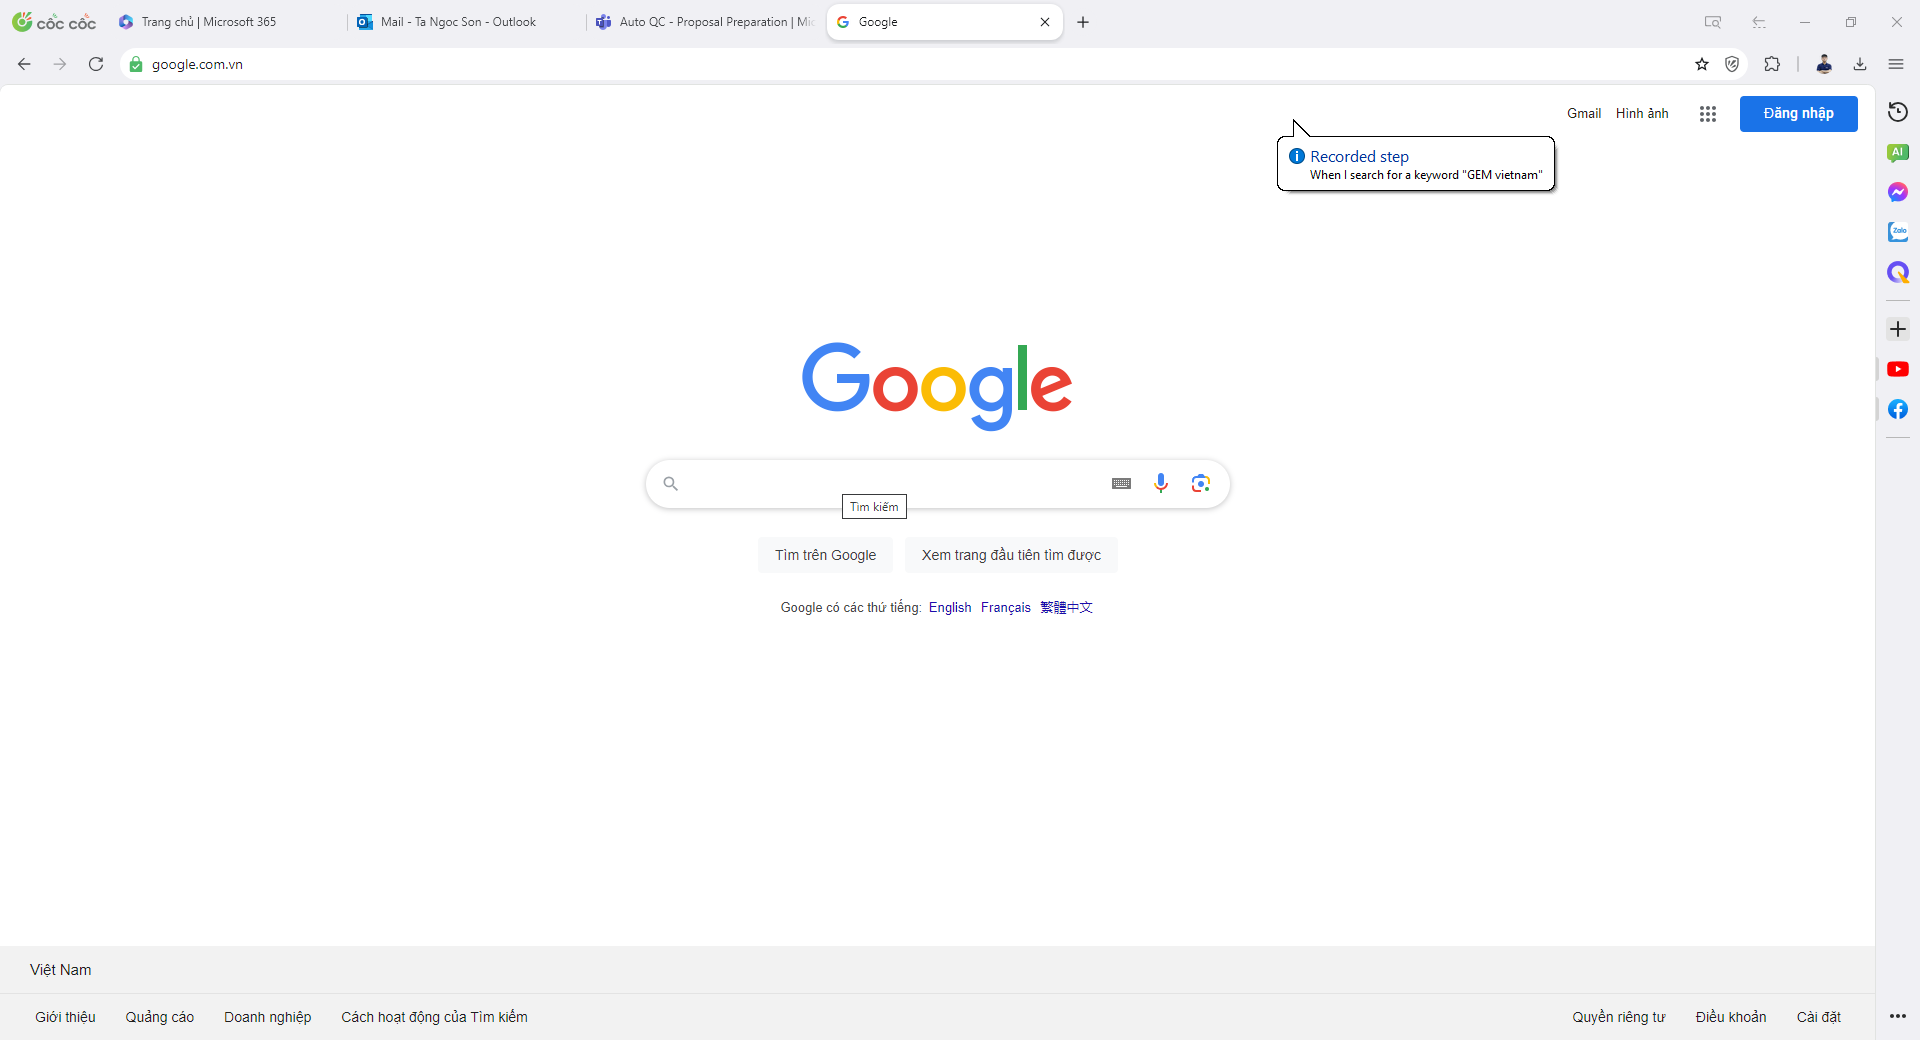 cốc cốc
Trang chủ | Microsoft 365
Mail - Ta Ngoc Son - Outlook
Auto QC - Proposal Preparation | Mic
Google
google.com.vn
Gmail
Hình ảnh
Đăng nhập
Recorded step
When I search for a keyword "GEM vietnam"
AI
Zalo
Google
Tìm kiếm
Tìm trên Google
Xem trang đầu tiên tìm được
Google có các thứ tiếng: English Français 繁體中文
Việt Nam
Giới thiệu
Quảng cáo
Doanh nghiệp
Cách hoạt động của Tìm kiếm
Quyền riêng tư
Điều khoản
Cài đặt